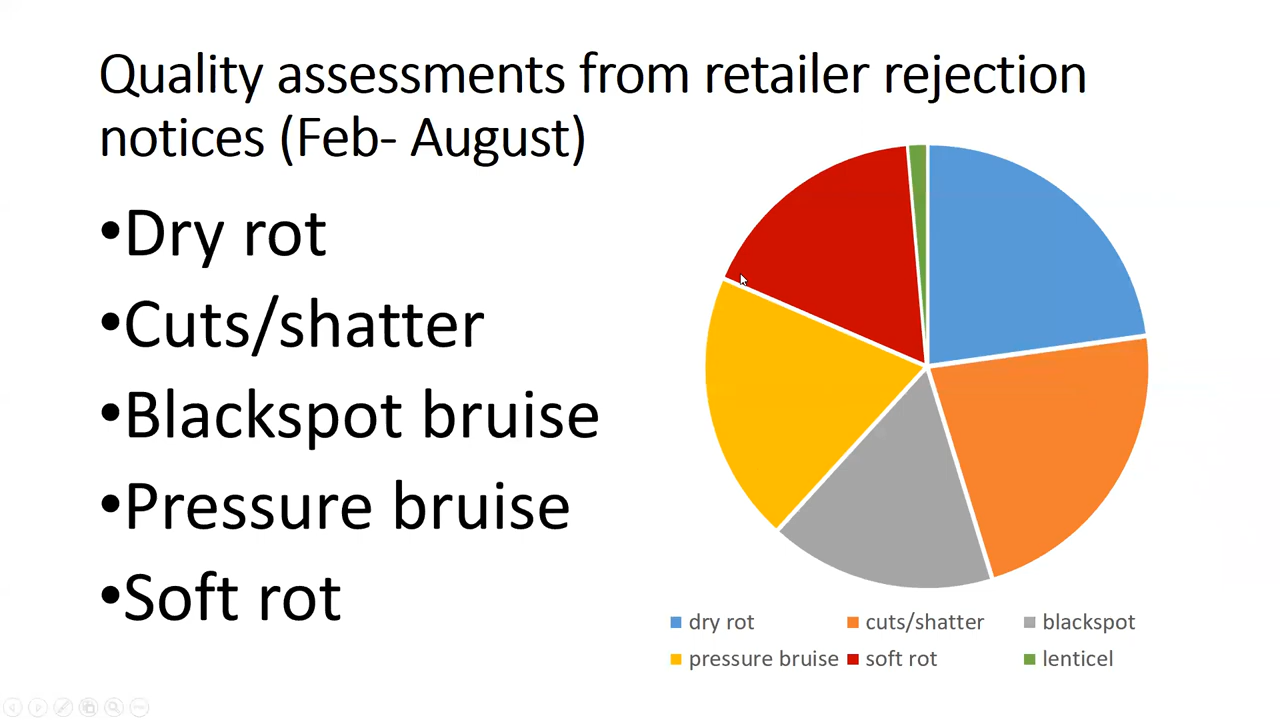 Quality assessments from retailer rejection
notices (Feb- August)
•Dry rot
•Cuts/shatter
•Blackspot bruise
•Pressure bruise
•Soft rot
dry rot cuts/shatter blackspot
pressure bruise soft rot lenticel